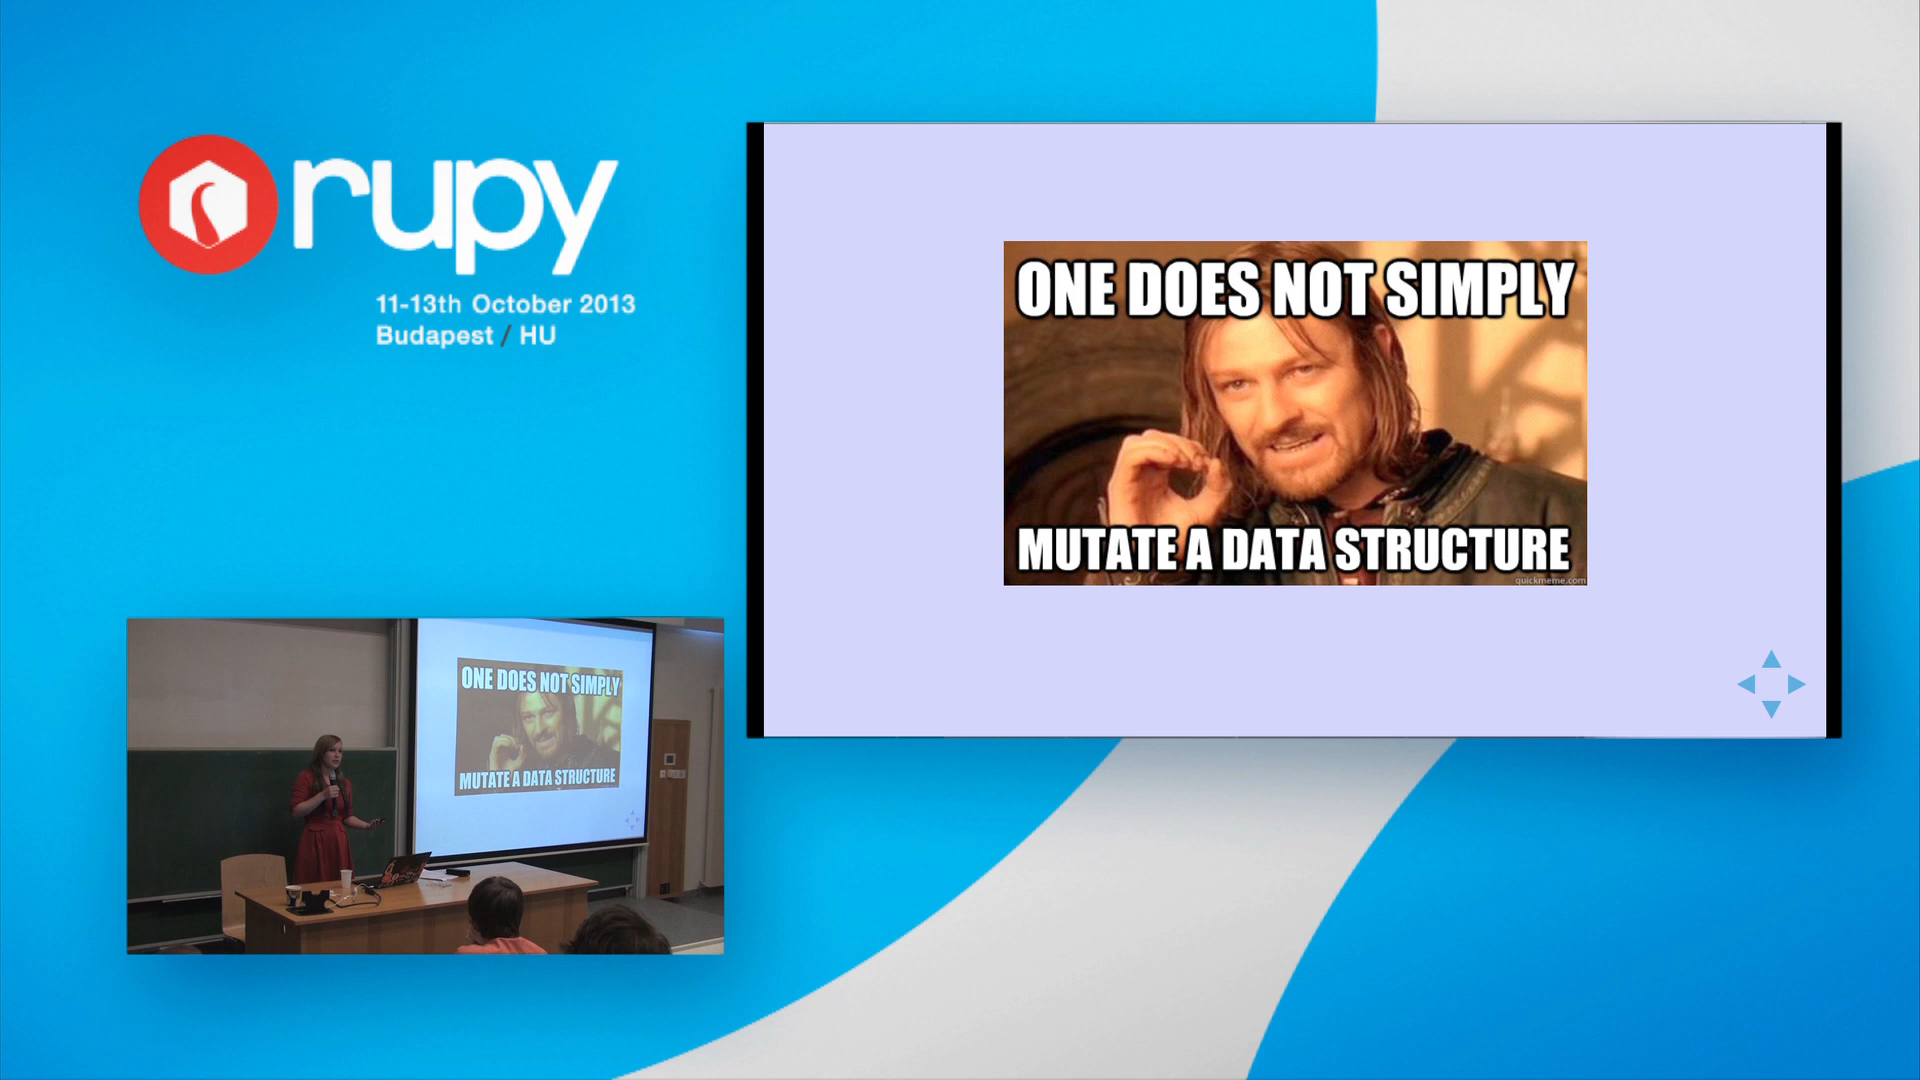 rupy
11-13th October 2013
Budapest / HU
ONE DOES NOT SIMPLY
MUTATE A DATA STRUCTURE
quickmeme.com
ONE DOES NOT SIMPLY
MUTATE A DATA STRUCTURE